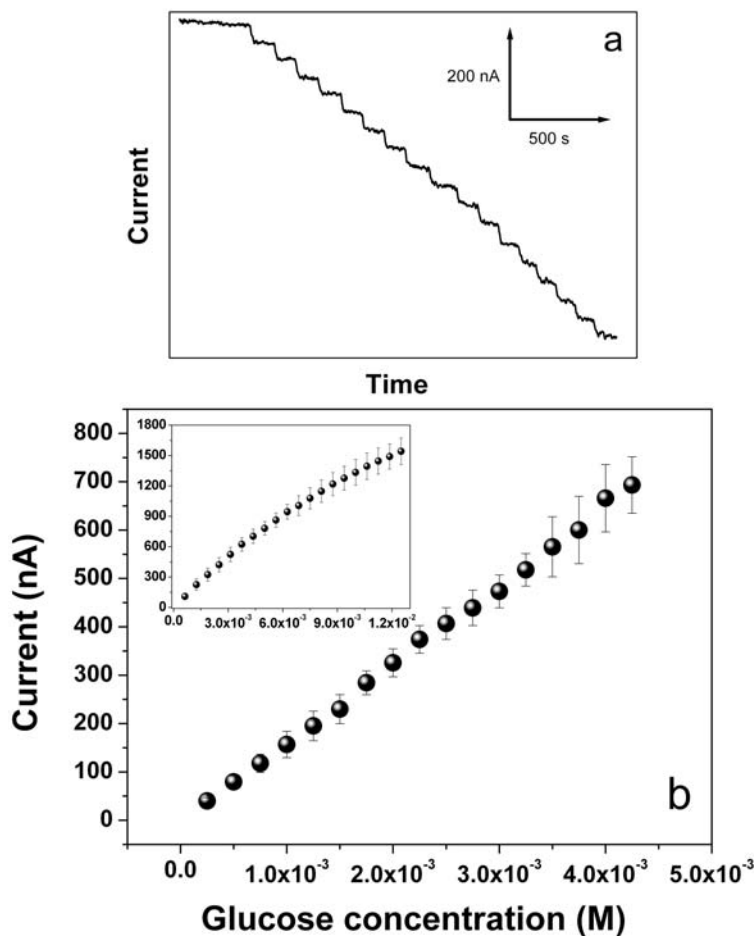 a
200 nA
500 s
Current
Time
800
700
600
500
400
300
200
100
0
Current (nA)
1800
1500
1200
900
600
300
0
0.0 3.0x10⁻³ 6.0x10⁻³ 9.0x10⁻³ 1.2x10⁻²
b
0.0 1.0x10⁻³ 2.0x10⁻³ 3.0x10⁻³ 4.0x10⁻³ 5.0x10⁻³
Glucose concentration (M)